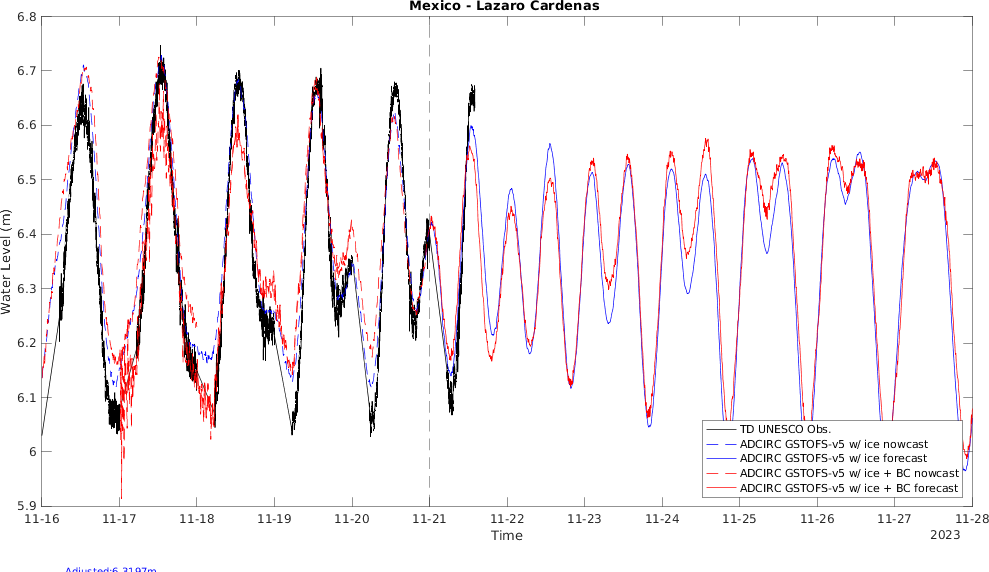 Mexico - Lazaro Cardenas
6.8
6.7
6.6
6.5
6.4
6.3
6.2
6.1
6
5.9
Water Level (m)
TD UNESCO Obs.
ADCIRC GSTOFS-v5 w/ ice nowcast
ADCIRC GSTOFS-v5 w/ ice forecast
ADCIRC GSTOFS-v5 w/ ice + BC nowcast
ADCIRC GSTOFS-v5 w/ ice + BC forecast
11-16 11-17 11-18 11-19 11-20 11-21 11-22 11-23 11-24 11-25 11-26 11-27 11-28
Time
2023
Adjusted:6.3197m